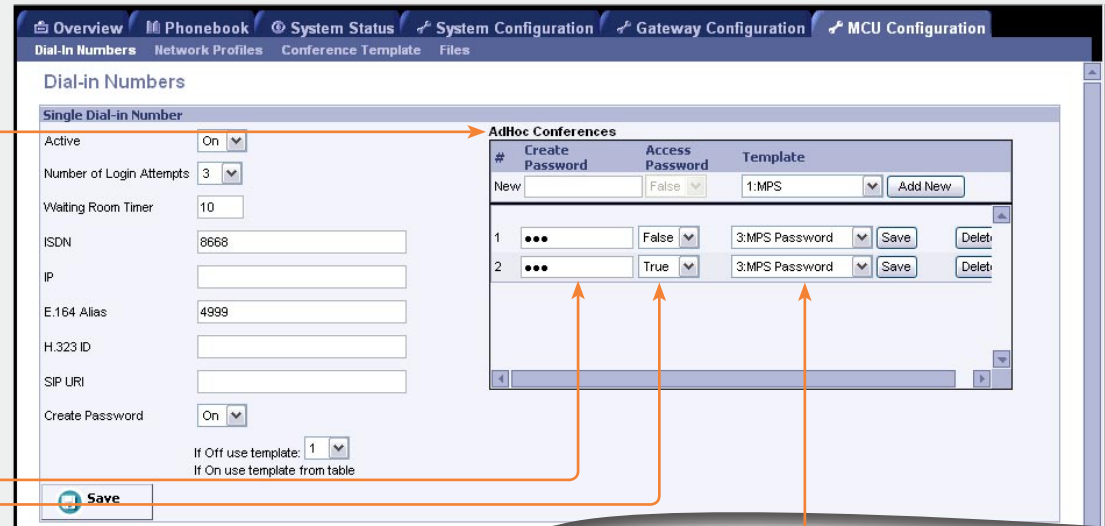 Overview Phonebook System Status System Configuration Gateway Configuration MCU Configuration
Dial-In Numbers Network Profiles Conference Template Files
Dial-in Numbers
Single Dial-in Number
Active On
Number of Login Attempts 3
Waiting Room Timer 10
ISDN 8668
IP
E.164 Alias 4999
H.323 ID
SIP URI
Create Password On
If Off use template: 1
If On use template from table
Save
AdHoc Conferences
# Create Password Access Password Template
New False 1:MPS Add New
1 ●●● False 3:MPS Password Save Delet
2 ●●● True 3:MPS Password Save Delet